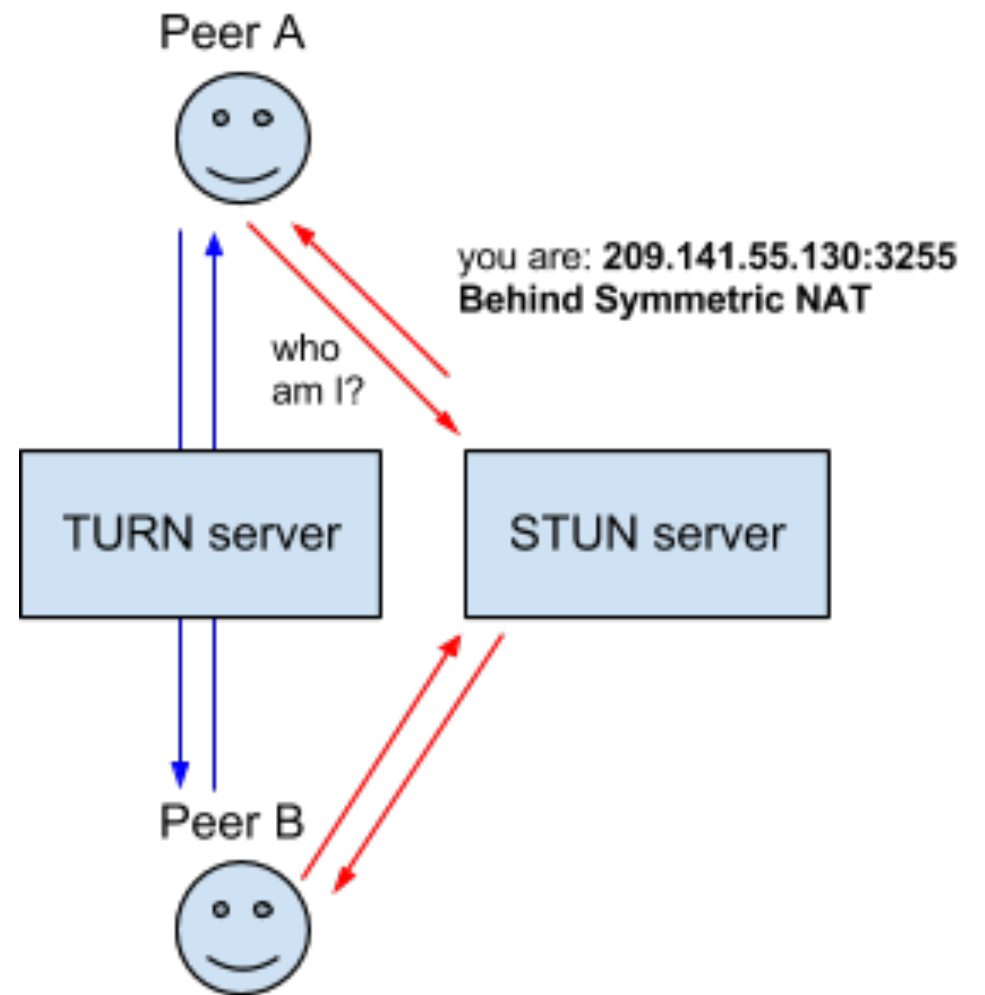 Peer A
you are: 209.141.55.130:3255
Behind Symmetric NAT
who
am I?
TURN server
STUN server
Peer B